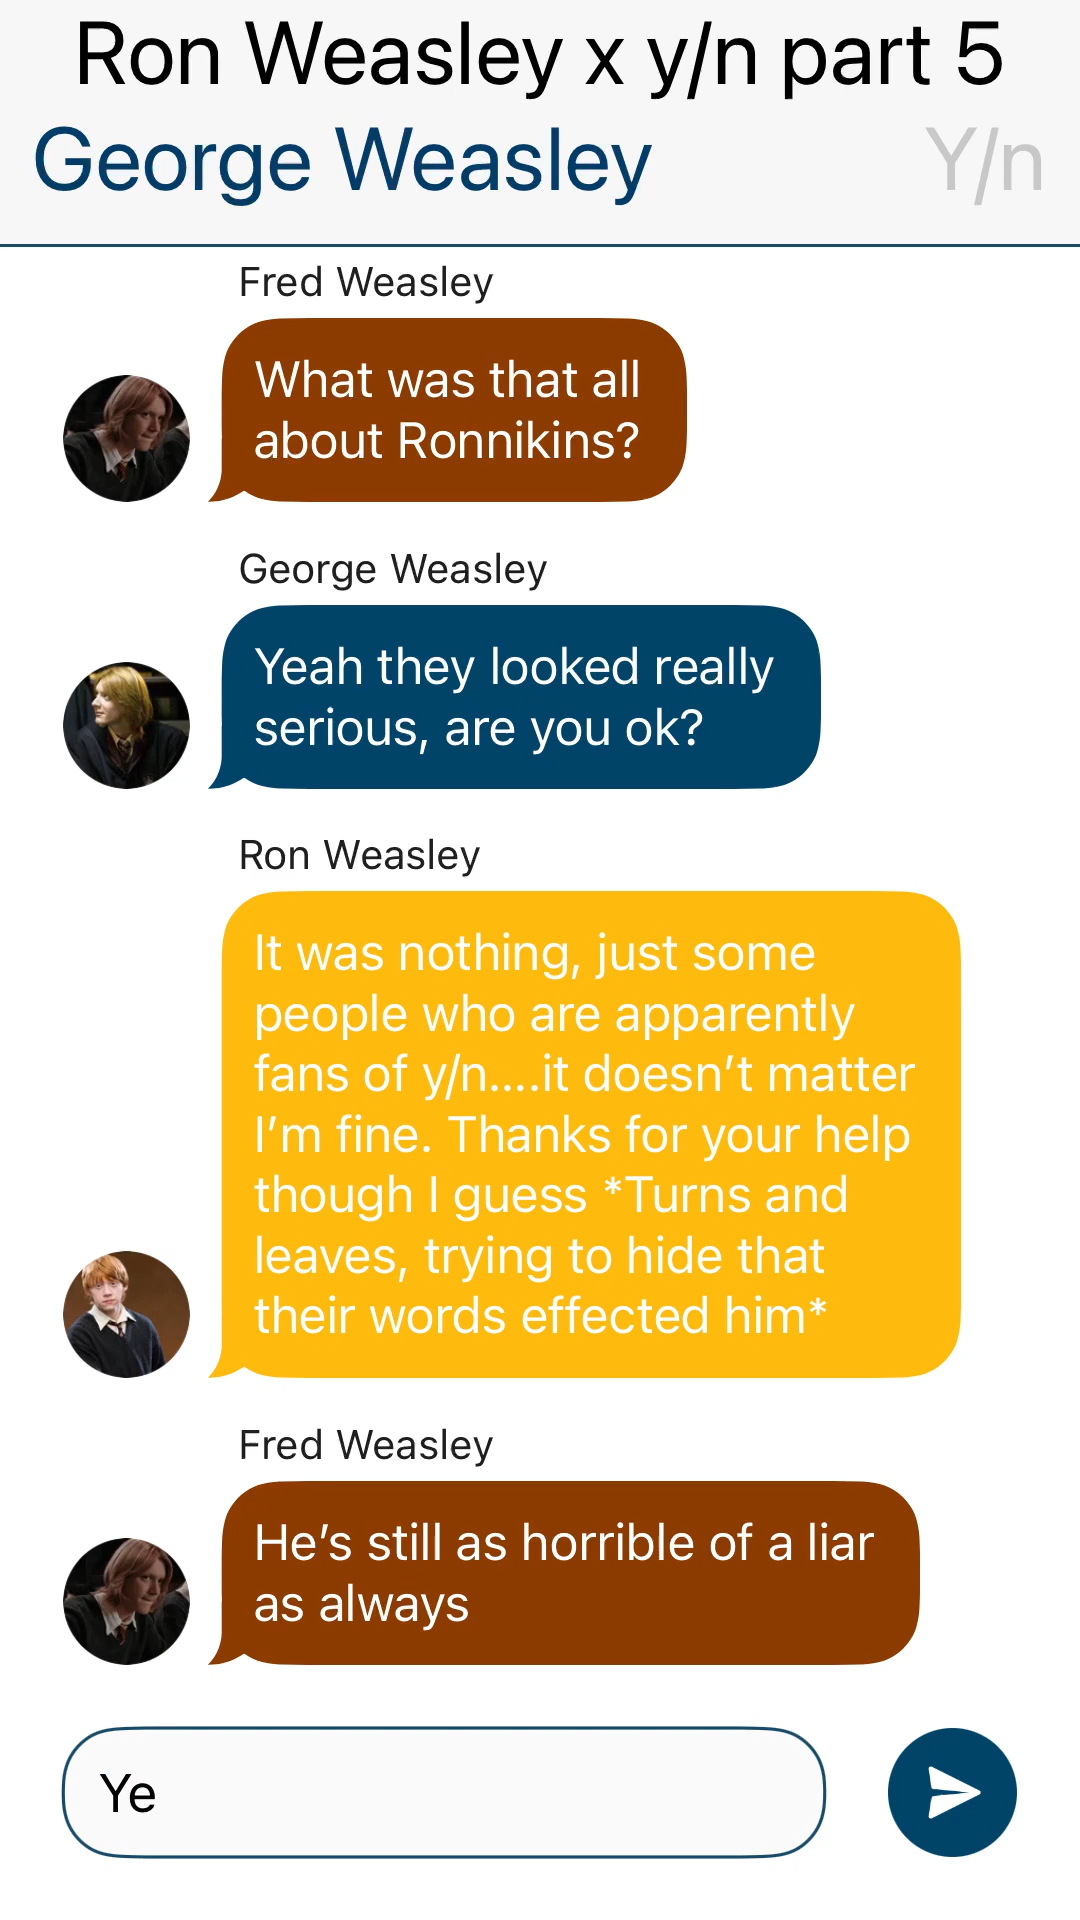 Ron Weasley x y/n part 5
George Weasley Y/n
Fred Weasley
What was that all
about Ronnikins?
George Weasley
Yeah they looked really
serious, are you ok?
Ron Weasley
It was nothing, just some
people who are apparently
fans of y/n....it doesn’t matter
I’m fine. Thanks for your help
though I guess *Turns and
leaves, trying to hide that
their words effected him*
Fred Weasley
He’s still as horrible of a liar
as always
Ye